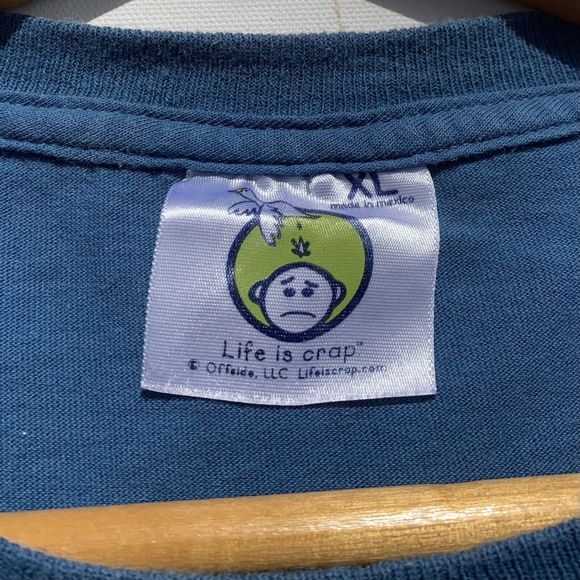 XL
made in mexico
Life is crap™
© Offside, LLC Lifeiscrap.com